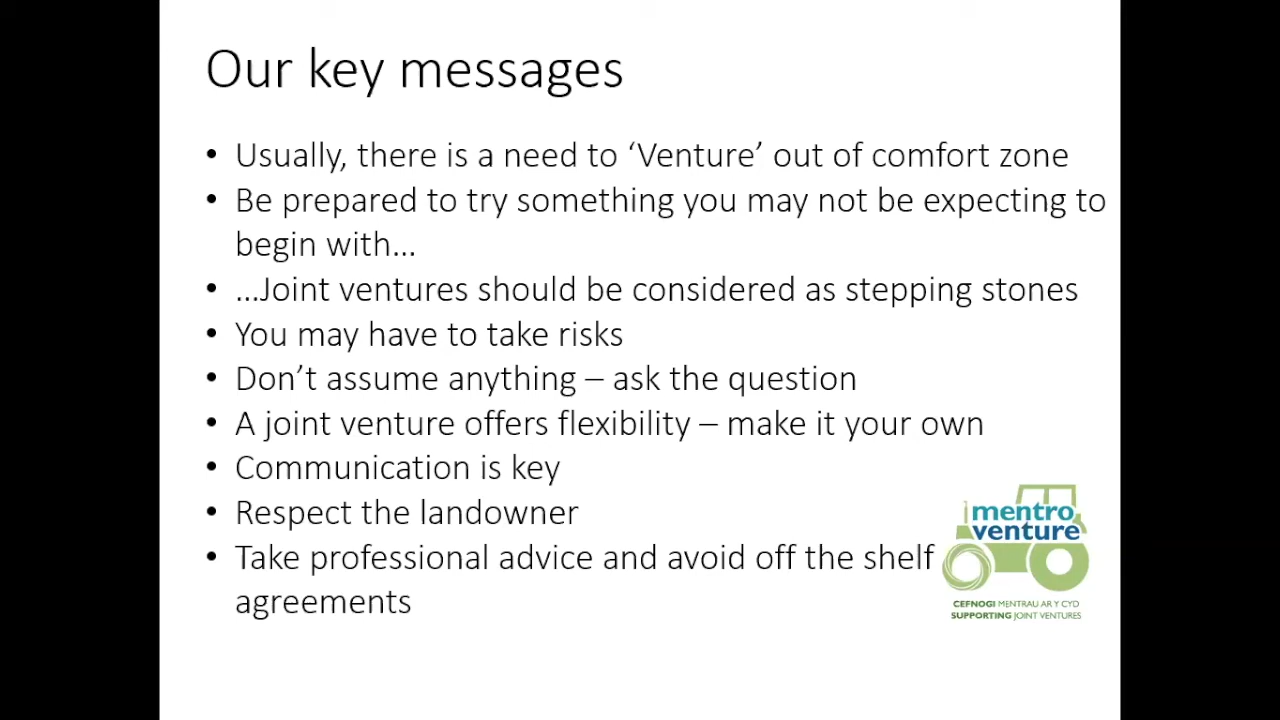 Our key messages
• Usually, there is a need to ‘Venture’ out of comfort zone
• Be prepared to try something you may not be expecting to
begin with…
• …Joint ventures should be considered as stepping stones
• You may have to take risks
• Don’t assume anything – ask the question
• A joint venture offers flexibility – make it your own
• Communication is key
• Respect the landowner
• Take professional advice and avoid off the shelf
agreements
mentro
venture
CEFNOGI MENTRAU AR Y CYD
SUPPORTING JOINT VENTURES